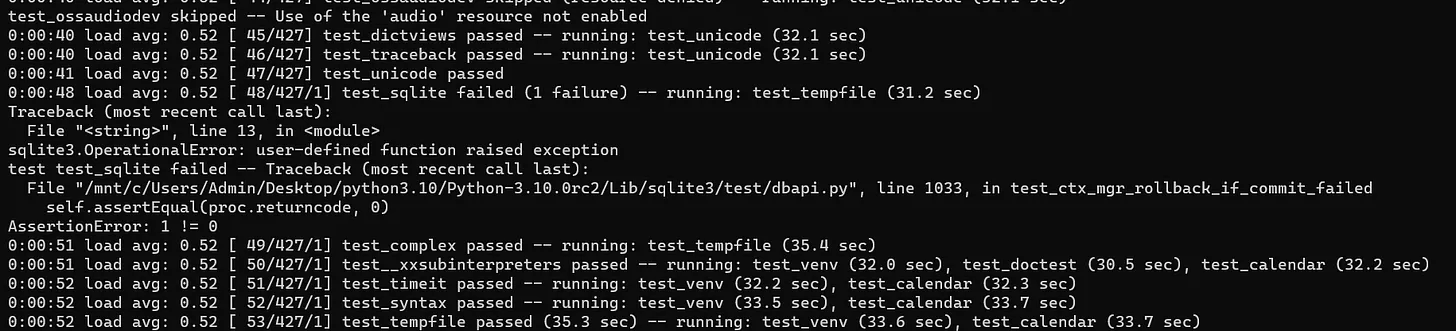 test_ossaudiodev skipped -- Use of the 'audio' resource not enabled
0:00:40 load avg: 0.52 [ 45/427] test_dictviews passed -- running: test_unicode (32.1 sec)
0:00:40 load avg: 0.52 [ 46/427] test_traceback passed -- running: test_unicode (32.1 sec)
0:00:41 load avg: 0.52 [ 47/427] test_unicode passed
0:00:48 load avg: 0.52 [ 48/427/1] test_sqlite failed (1 failure) -- running: test_tempfile (31.2 sec)
Traceback (most recent call last):
  File "<string>", line 13, in <module>
sqlite3.OperationalError: user-defined function raised exception
test test_sqlite failed -- Traceback (most recent call last):
  File "/mnt/c/Users/Admin/Desktop/python3.10/Python-3.10.0rc2/Lib/sqlite3/test/dbapi.py", line 1033, in test_ctx_mgr_rollback_if_commit_failed
    self.assertEqual(proc.returncode, 0)
AssertionError: 1 != 0
0:00:51 load avg: 0.52 [ 49/427/1] test_complex passed -- running: test_tempfile (35.4 sec)
0:00:51 load avg: 0.52 [ 50/427/1] test__xxsubinterpreters passed -- running: test_venv (32.0 sec), test_doctest (30.5 sec), test_calendar (32.2 sec)
0:00:52 load avg: 0.52 [ 51/427/1] test_timeit passed -- running: test_venv (32.2 sec), test_calendar (32.3 sec)
0:00:52 load avg: 0.52 [ 52/427/1] test_syntax passed -- running: test_venv (33.5 sec), test_calendar (33.7 sec)
0:00:52 load avg: 0.52 [ 53/427/1] test_tempfile passed (35.3 sec) -- running: test_venv (33.6 sec), test_calendar (33.7 sec)